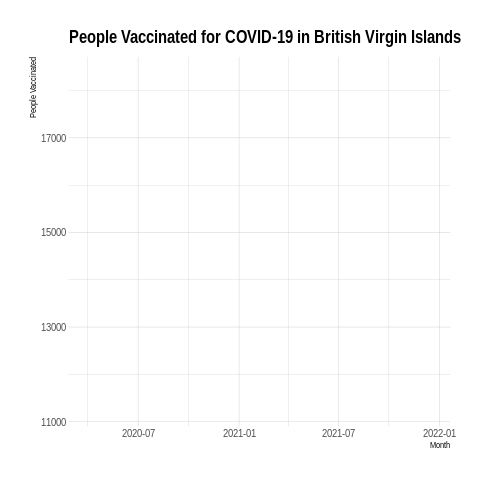 People Vaccinated for COVID-19 in British Virgin Islands
People Vaccinated
17000
15000
13000
11000
2020-07 2021-01 2021-07 2022-01
Month